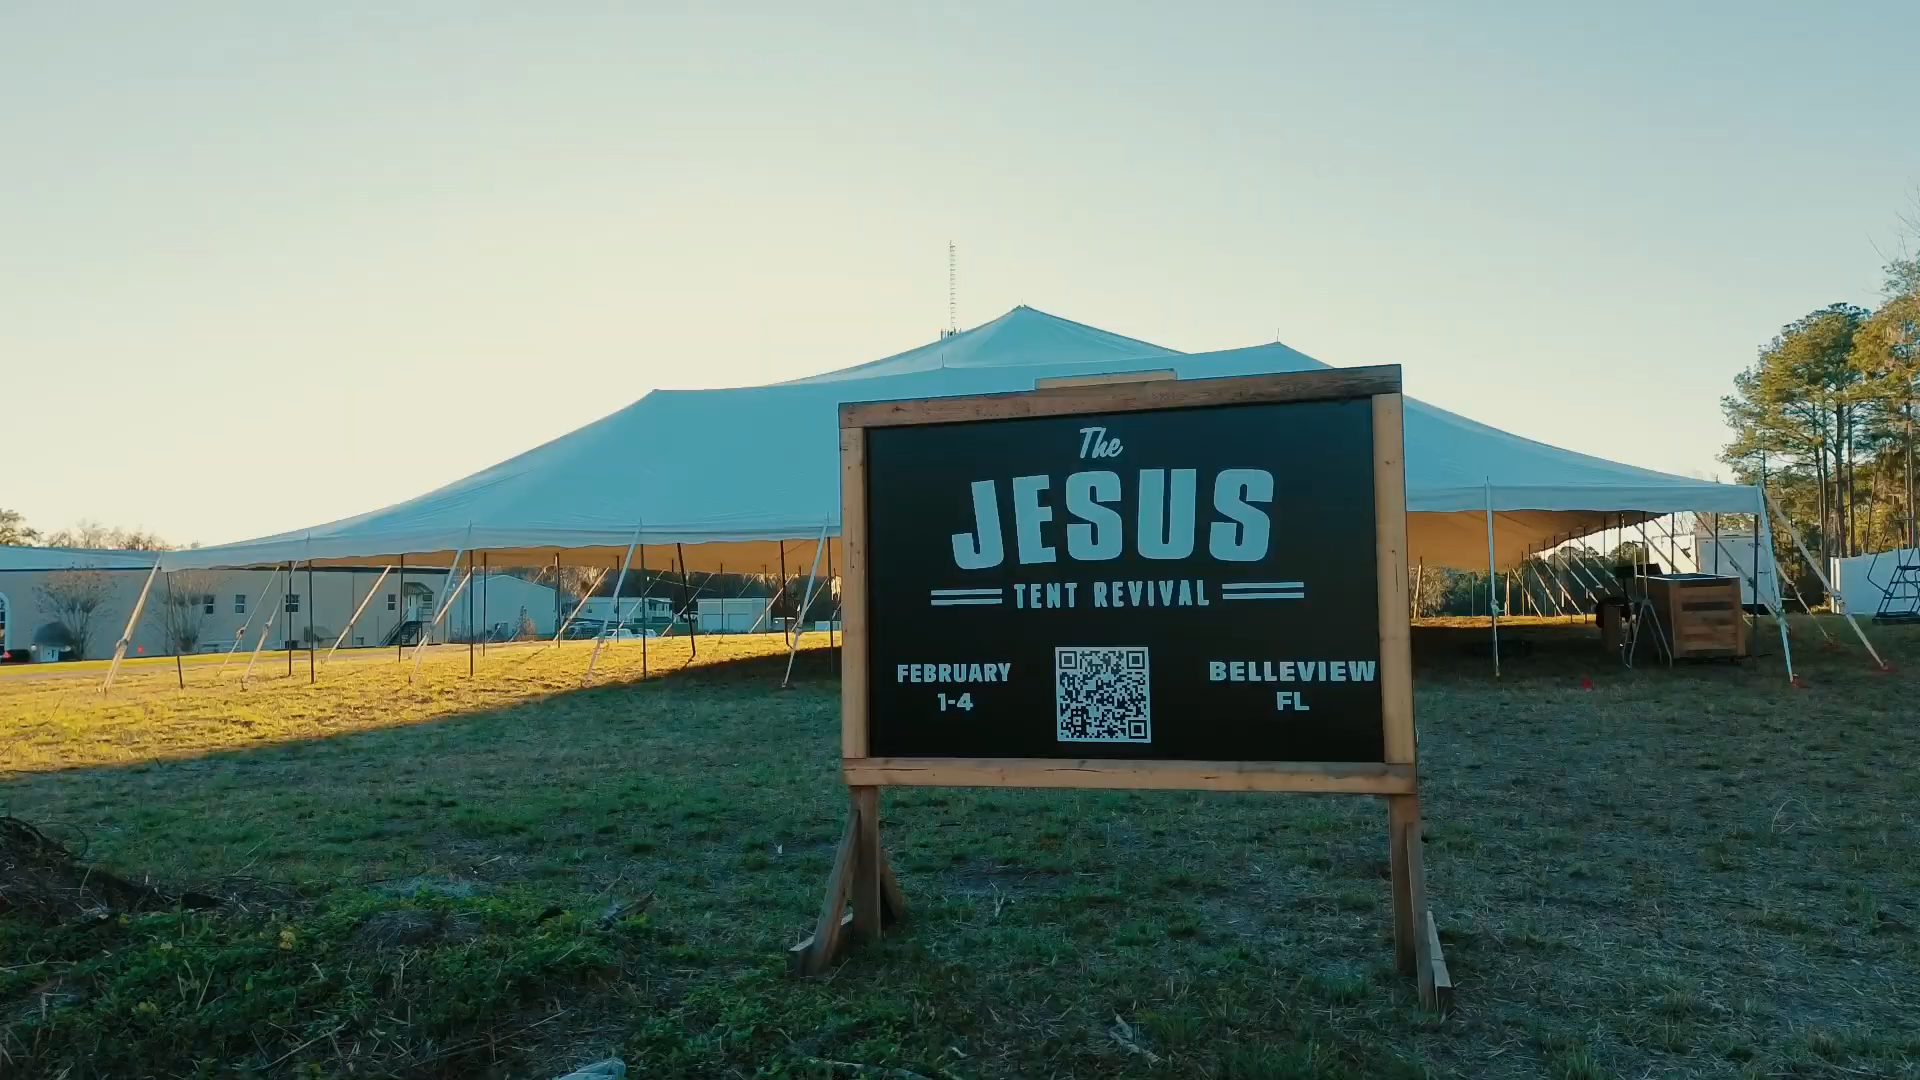 The
JESUS
TENT REVIVAL
FEBRUARY
1-4
BELLEVIEW
FL